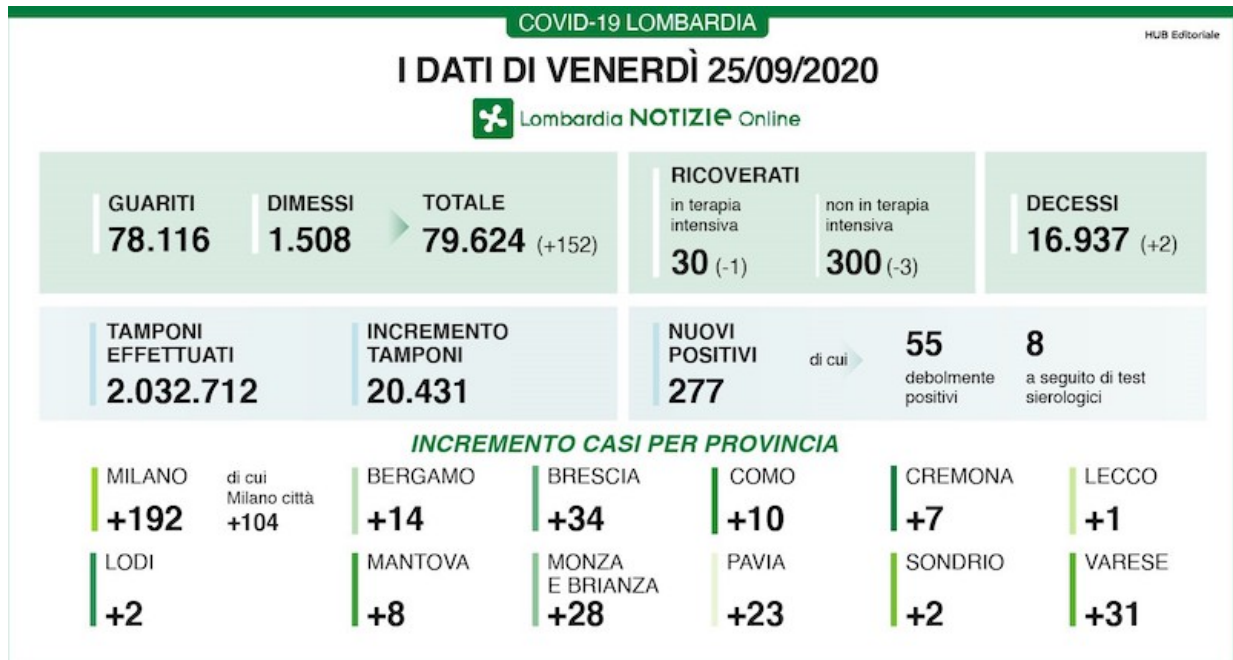 COVID-19 LOMBARDIA
HUB Editoriale
I DATI DI VENERDÌ 25/09/2020
Lombardia NOTIZIE Online
GUARITI
78.116
DIMESSI
1.508
TOTALE
79.624 (+152)
RICOVERATI
in terapia
intensiva
30 (-1)
non in terapia
intensiva
300 (-3)
DECESSI
16.937 (+2)
TAMPONI
EFFETTUATI
2.032.712
INCREMENTO
TAMPONI
20.431
NUOVI
POSITIVI
277
di cui
55
debolmente
positivi
8
a seguito di test
sierologici
INCREMENTO CASI PER PROVINCIA
MILANO
+192
di cui
Milano città
+104
BERGAMO
+14
BRESCIA
+34
COMO
+10
CREMONA
+7
LECCO
+1
LODI
+2
MANTOVA
+8
MONZA
E BRIANZA
+28
PAVIA
+23
SONDRIO
+2
VARESE
+31